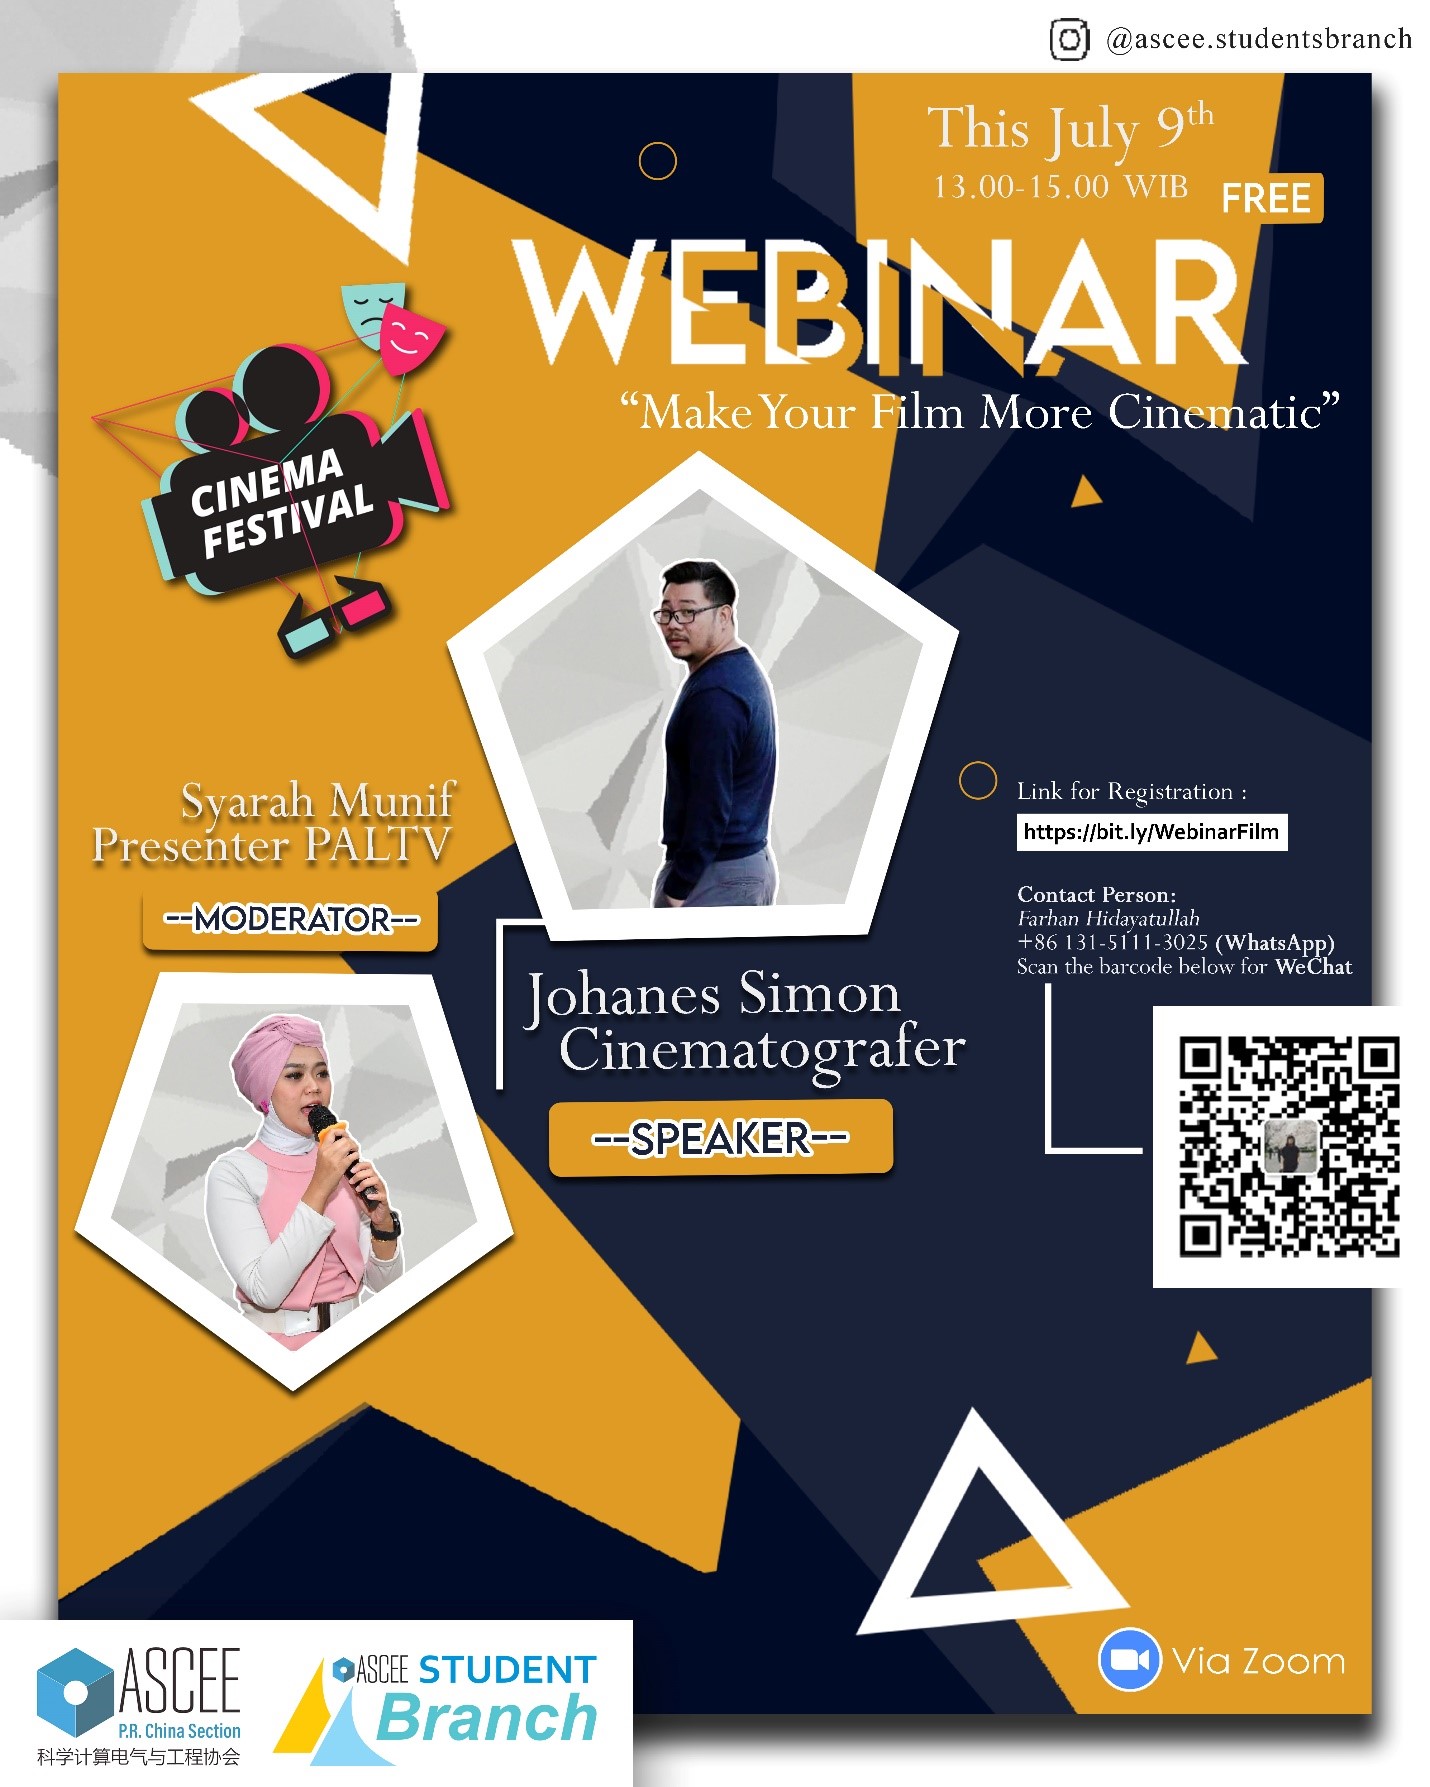 @ascee.studentsbranch
This July 9th
13.00-15.00 WIB
FREE
WEBINAR
“Make Your Film More Cinematic”
CINEMA
FESTIVAL
Syarah Munif
Presenter PALTV
--MODERATOR--
Johanes Simon
Cinematografer
--SPEAKER--
Link for Registration :
https://bit.ly/WebinarFilm
Contact Person:
Farhan Hidayatullah
+86 131-5111-3025 (WhatsApp)
Scan the barcode below for WeChat
ASCEE
P.R. China Section
科学计算电气与工程协会
ASCEE STUDENT
Branch
Via Zoom